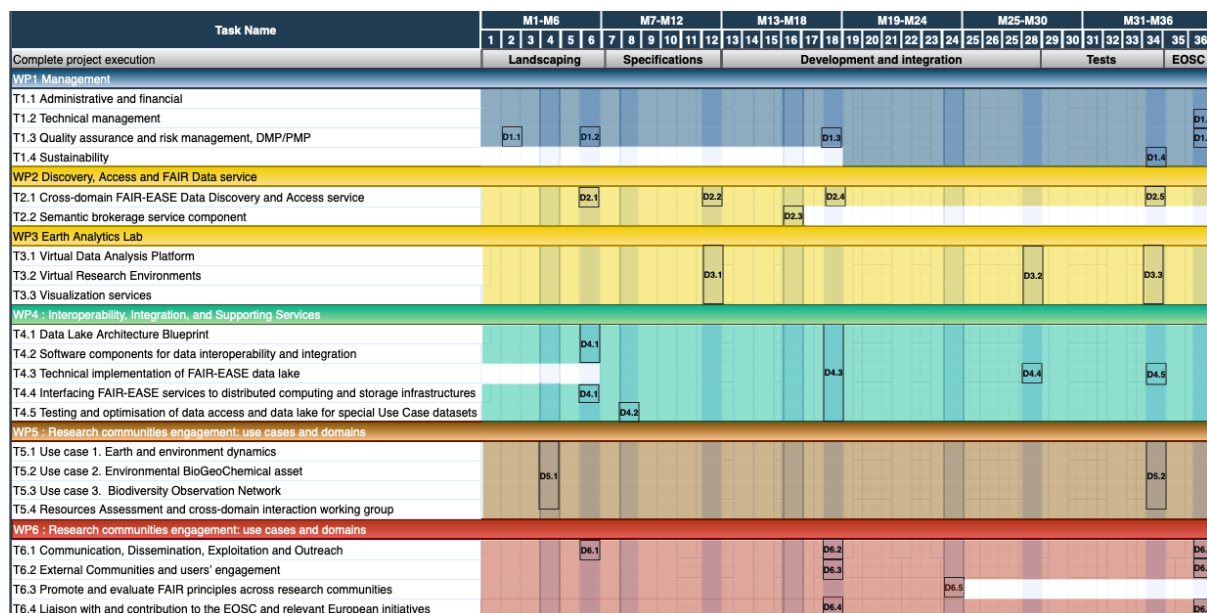 Task Name M1-M6 M7-M12 M13-M18 M19-M24 M25-M30 M31-M36
1 2 3 4 5 6 7 8 9 10 11 12 13 14 15 16 17 18 19 20 21 22 23 24 25 26 25 28 29 30 31 32 33 34 35 36
Complete project execution Landscaping Specifications Development and integration Tests EOSC
WP1 Management
T1.1 Administrative and financial
T1.2 Technical management D1.
T1.3 Quality assurance and risk management, DMP/PMP D1.1 D1.2 D1.3 D1.
T1.4 Sustainability D1.4
WP2 Discovery, Access and FAIR Data service
T2.1 Cross-domain FAIR-EASE Data Discovery and Access service D2.1 D2.2 D2.4 D2.5
T2.2 Semantic brokerage service component D2.3
WP3 Earth Analytics Lab
T3.1 Virtual Data Analysis Platform
T3.2 Virtual Research Environments D3.1 D3.2 D3.3
T3.3 Visualization services
WP4 : Interoperability, Integration, and Supporting Services
T4.1 Data Lake Architecture Blueprint D4.1
T4.2 Software components for data interoperability and integration
T4.3 Technical implementation of FAIR-EASE data lake D4.3 D4.4 D4.5
T4.4 Interfacing FAIR-EASE services to distributed computing and storage infrastructures D4.1
T4.5 Testing and optimisation of data access and data lake for special Use Case datasets D4.2
WP5 : Research communities engagement: use cases and domains
T5.1 Use case 1. Earth and environment dynamics
T5.2 Use case 2. Environmental BioGeoChemical asset D5.1 D5.2
T5.3 Use case 3. Biodiversity Observation Network
T5.4 Resources Assessment and cross-domain interaction working group
WP6 : Research communities engagement: use cases and domains
T6.1 Communication, Dissemination, Exploitation and Outreach D6.1 D6.2 D6.
T6.2 External Communities and users' engagement D6.3 D6.
T6.3 Promote and evaluate FAIR principles across research communities D6.5
T6.4 Liaison with and contribution to the EOSC and relevant European initiatives D6.4 D6.